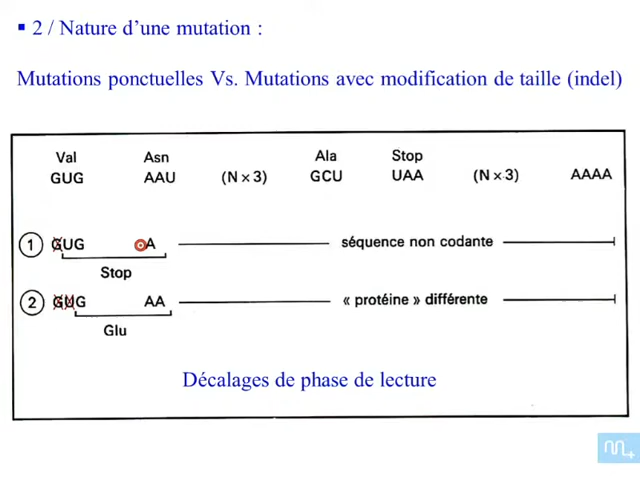 2 / Nature d’une mutation :
Mutations ponctuelles Vs. Mutations avec modification de taille (indel)
Val Asn Ala Stop
GUG AAU (N x 3) GCU UAA (N x 3) AAAA
1 GUG A séquence non codante
Stop
2 GUG AA « protéine » différente
Glu
Décalages de phase de lecture